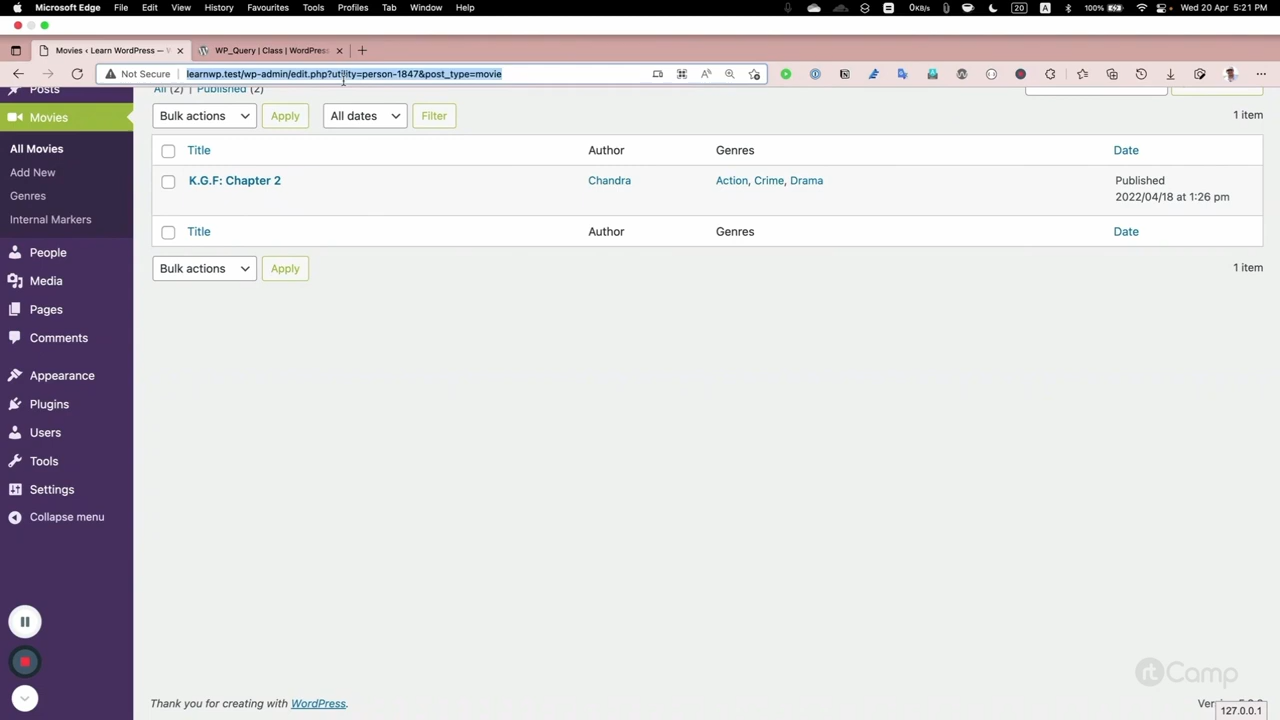 Microsoft Edge File Edit View History Favourites Tools Profiles Tab Window Help 0KB/s 20 A 100% Wed 20 Apr 5:21 PM
Movies ‹ Learn WordPress — WP_Query | Class | WordPress
Not Secure learnwp.test/wp-admin/edit.php?utility=person-1847&post_type=movie
Posts
All (2) | Published (2)
Movies
Bulk actions Apply All dates Filter 1 item
All Movies
Title Author Genres Date
Add New
K.G.F: Chapter 2 Chandra Action, Crime, Drama Published
2022/04/18 at 1:26 pm
Genres
Internal Markers
Title Author Genres Date
People
Bulk actions Apply 1 item
Media
Pages
Comments
Appearance
Plugins
Users
Tools
Settings
Collapse menu
rtCamp
Thank you for creating with WordPress.
127.0.0.1